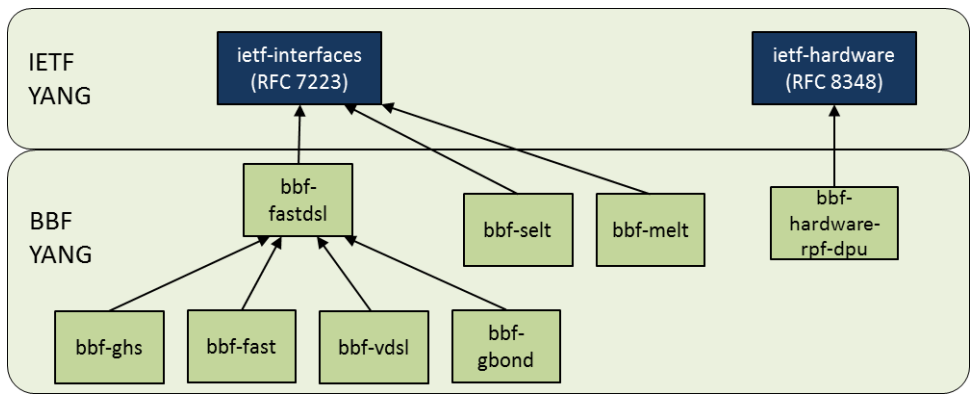 IETF
YANG
ietf-interfaces
(RFC 7223)
ietf-hardware
(RFC 8348)
BBF
YANG
bbf-
fastdsl
bbf-selt
bbf-melt
bbf-
hardware-
rpf-dpu
bbf-ghs
bbf-fast
bbf-vdsl
bbf-
gbond